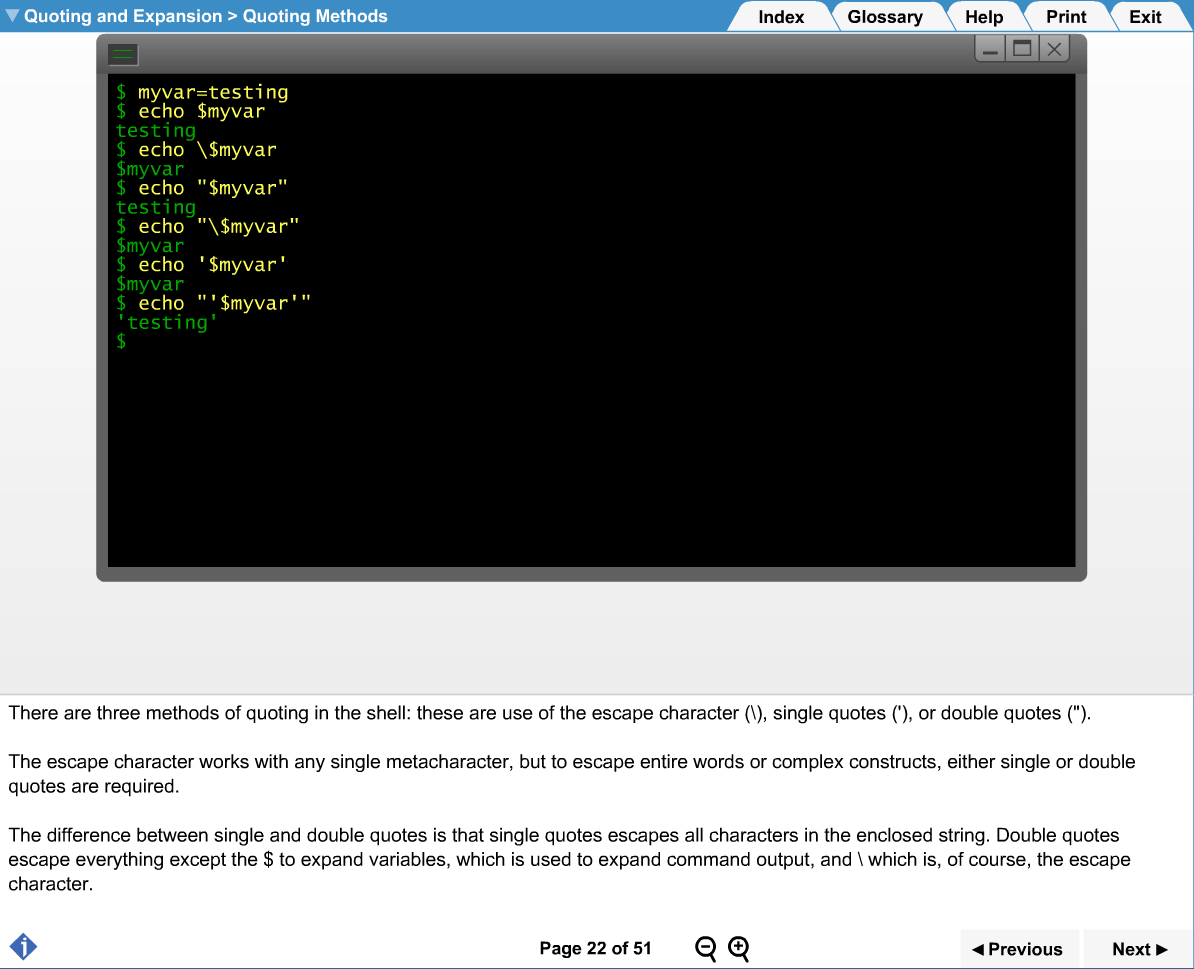 Quoting and Expansion > Quoting Methods
Index Glossary Help Print Exit
$ myvar=testing
$ echo $myvar
testing
$ echo \$myvar
$myvar
$ echo "$myvar"
testing
$ echo "\$myvar"
$myvar
$ echo '$myvar'
$myvar
$ echo "'$myvar'"
'testing'
$
There are three methods of quoting in the shell: these are use of the escape character (\), single quotes ('), or double quotes (").
The escape character works with any single metacharacter, but to escape entire words or complex constructs, either single or double
quotes are required.
The difference between single and double quotes is that single quotes escapes all characters in the enclosed string. Double quotes
escape everything except the $ to expand variables, which is used to expand command output, and \ which is, of course, the escape
character.
Page 22 of 51
Previous
Next